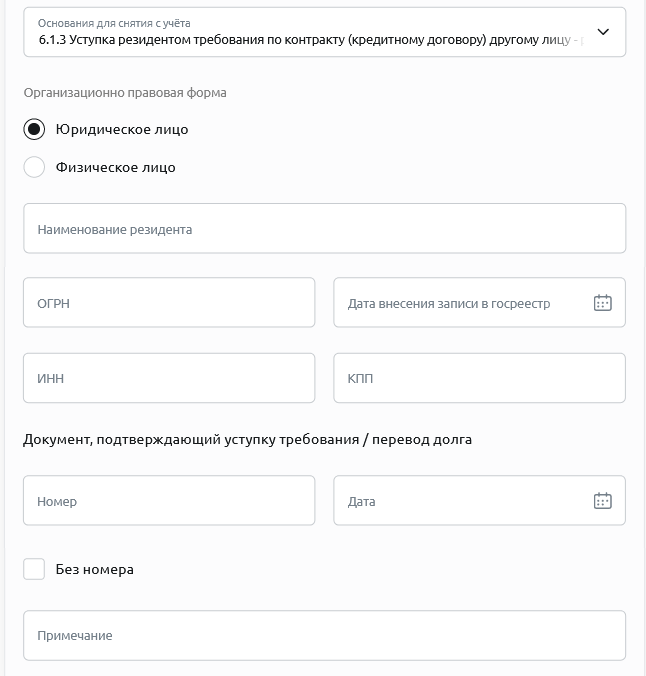 Основания для снятия с учёта
6.1.3 Уступка резидентом требования по контракту (кредитному договору) другому лицу -
Организационно правовая форма
Юридическое лицо
Физическое лицо
Наименование резидента
ОГРН
Дата внесения записи в госреестр
ИНН
КПП
Документ, подтверждающий уступку требования / перевод долга
Номер
Дата
Без номера
Примечание